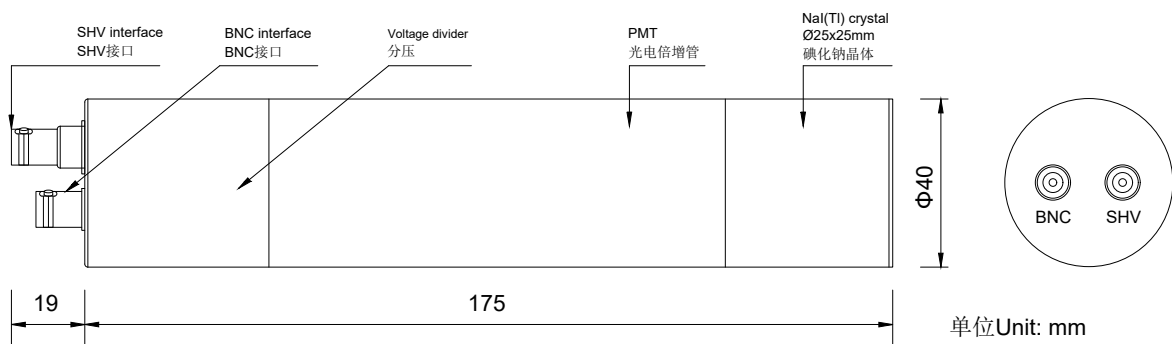 SHV interface
SHV接口
BNC interface
BNC接口
Voltage divider
分压
PMT
光电倍增管
NaI(Tl) crystal
Ø25x25mm
碘化钠晶体
Φ40
BNC
SHV
19
175
单位Unit: mm